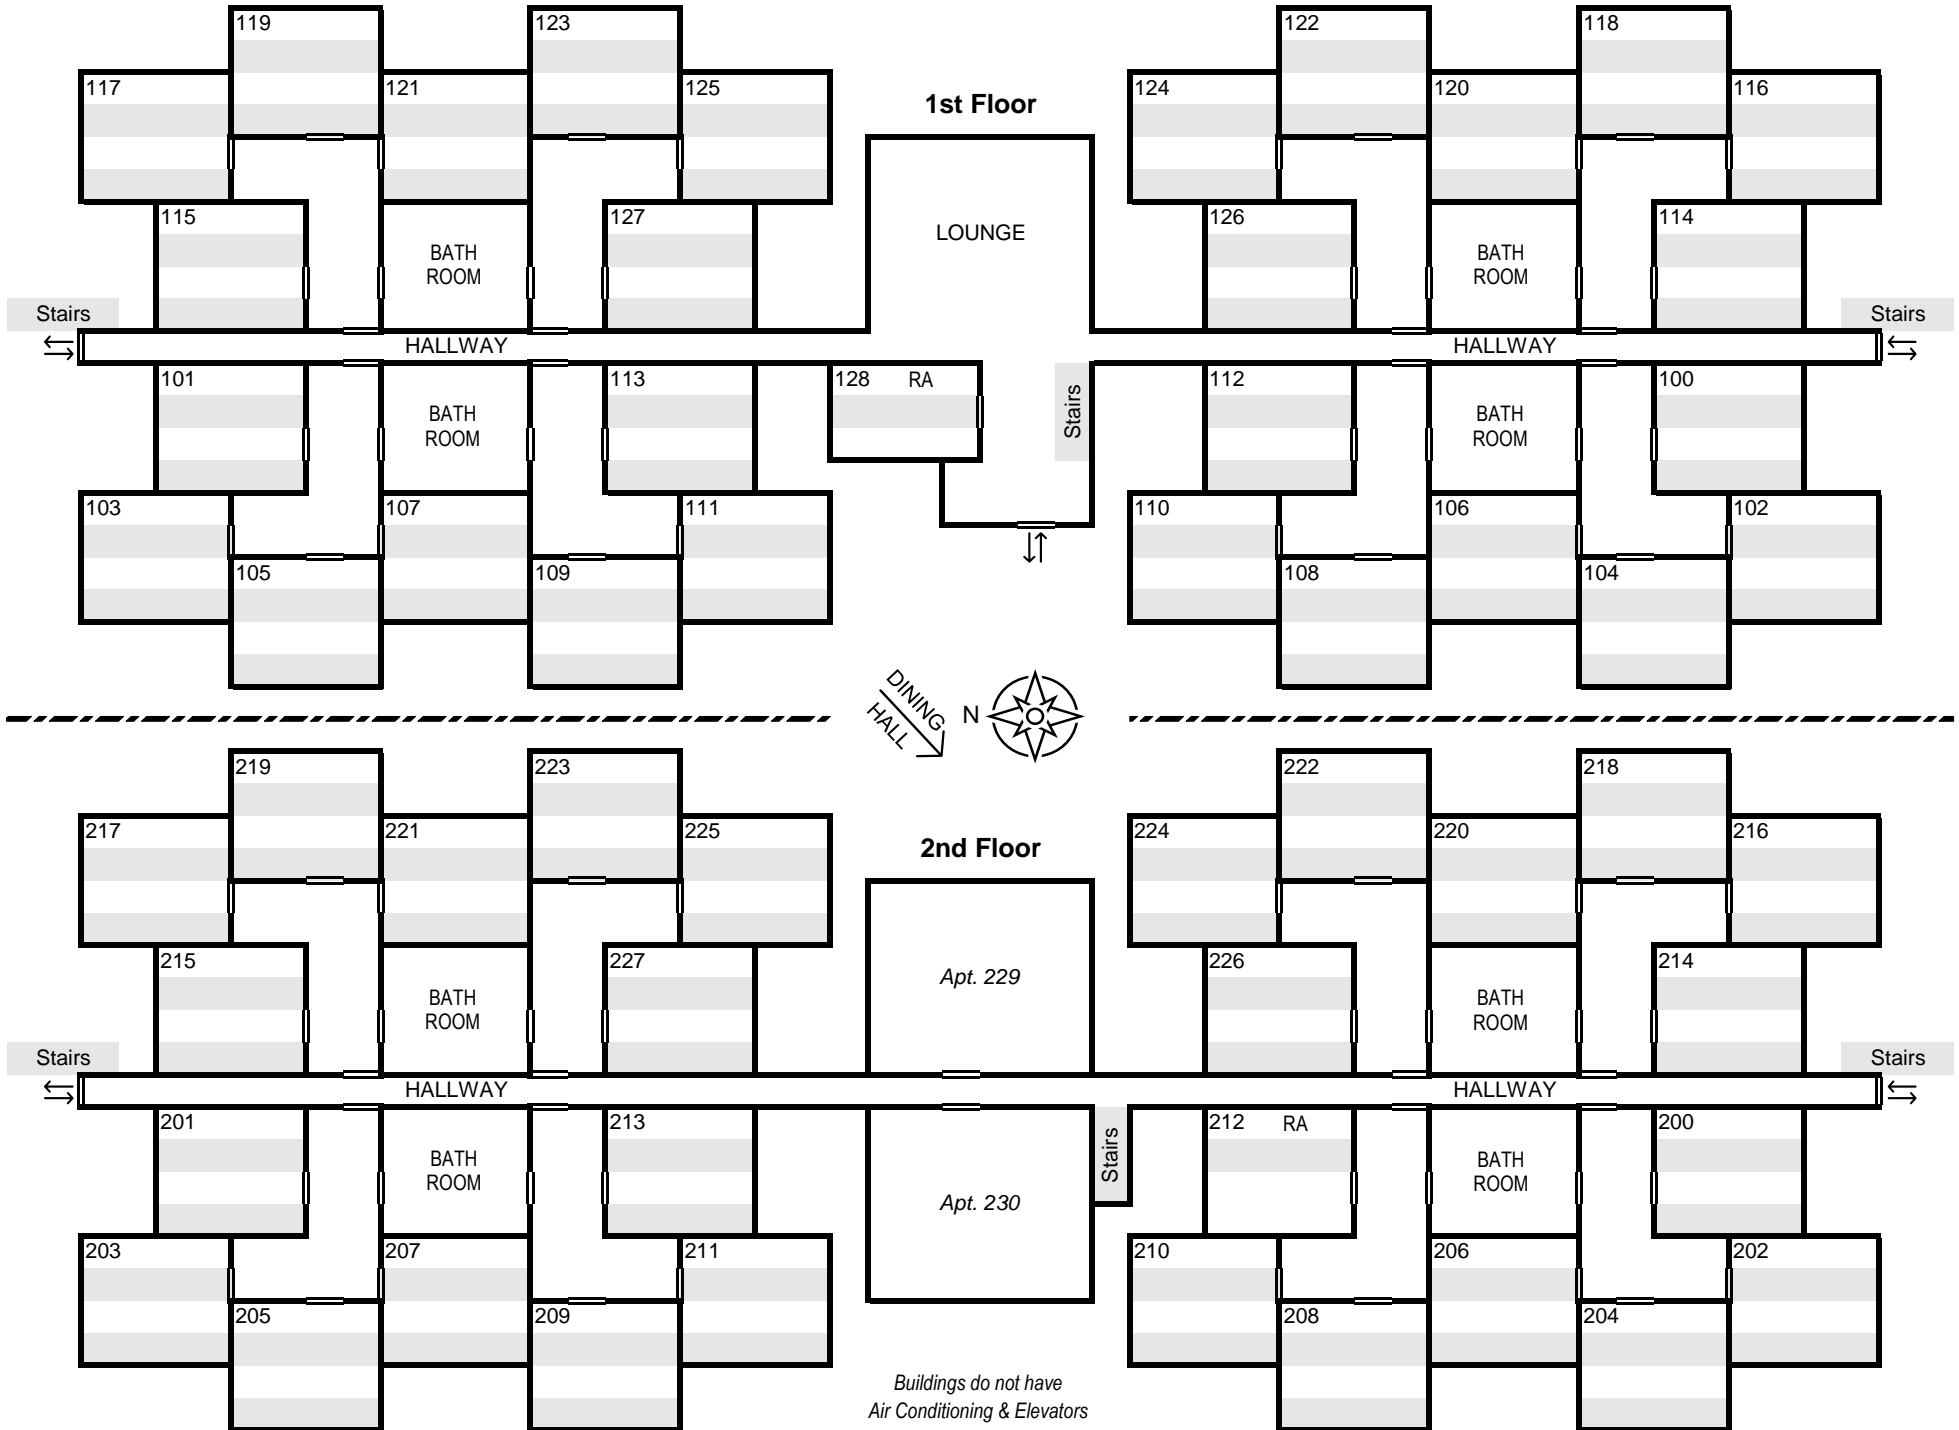 119 123 122 118
117 121 125 124 120 116
1st Floor
115 127 LOUNGE 126 114
BATH ROOM BATH ROOM
Stairs Stairs
HALLWAY HALLWAY
101 113 128 RA 112 100
Stairs
BATH ROOM BATH ROOM
103 107 111 110 106 102
105 109 108 104
DINING
HALL
N
219 223 222 218
217 221 225 224 220 216
2nd Floor
215 227 226 214
Apt. 229
BATH ROOM BATH ROOM
Stairs Stairs
HALLWAY HALLWAY
201 213 212 RA 200
Stairs
BATH ROOM BATH ROOM
Apt. 230
203 207 211 210 206 202
205 209 208 204
Buildings do not have
Air Conditioning & Elevators